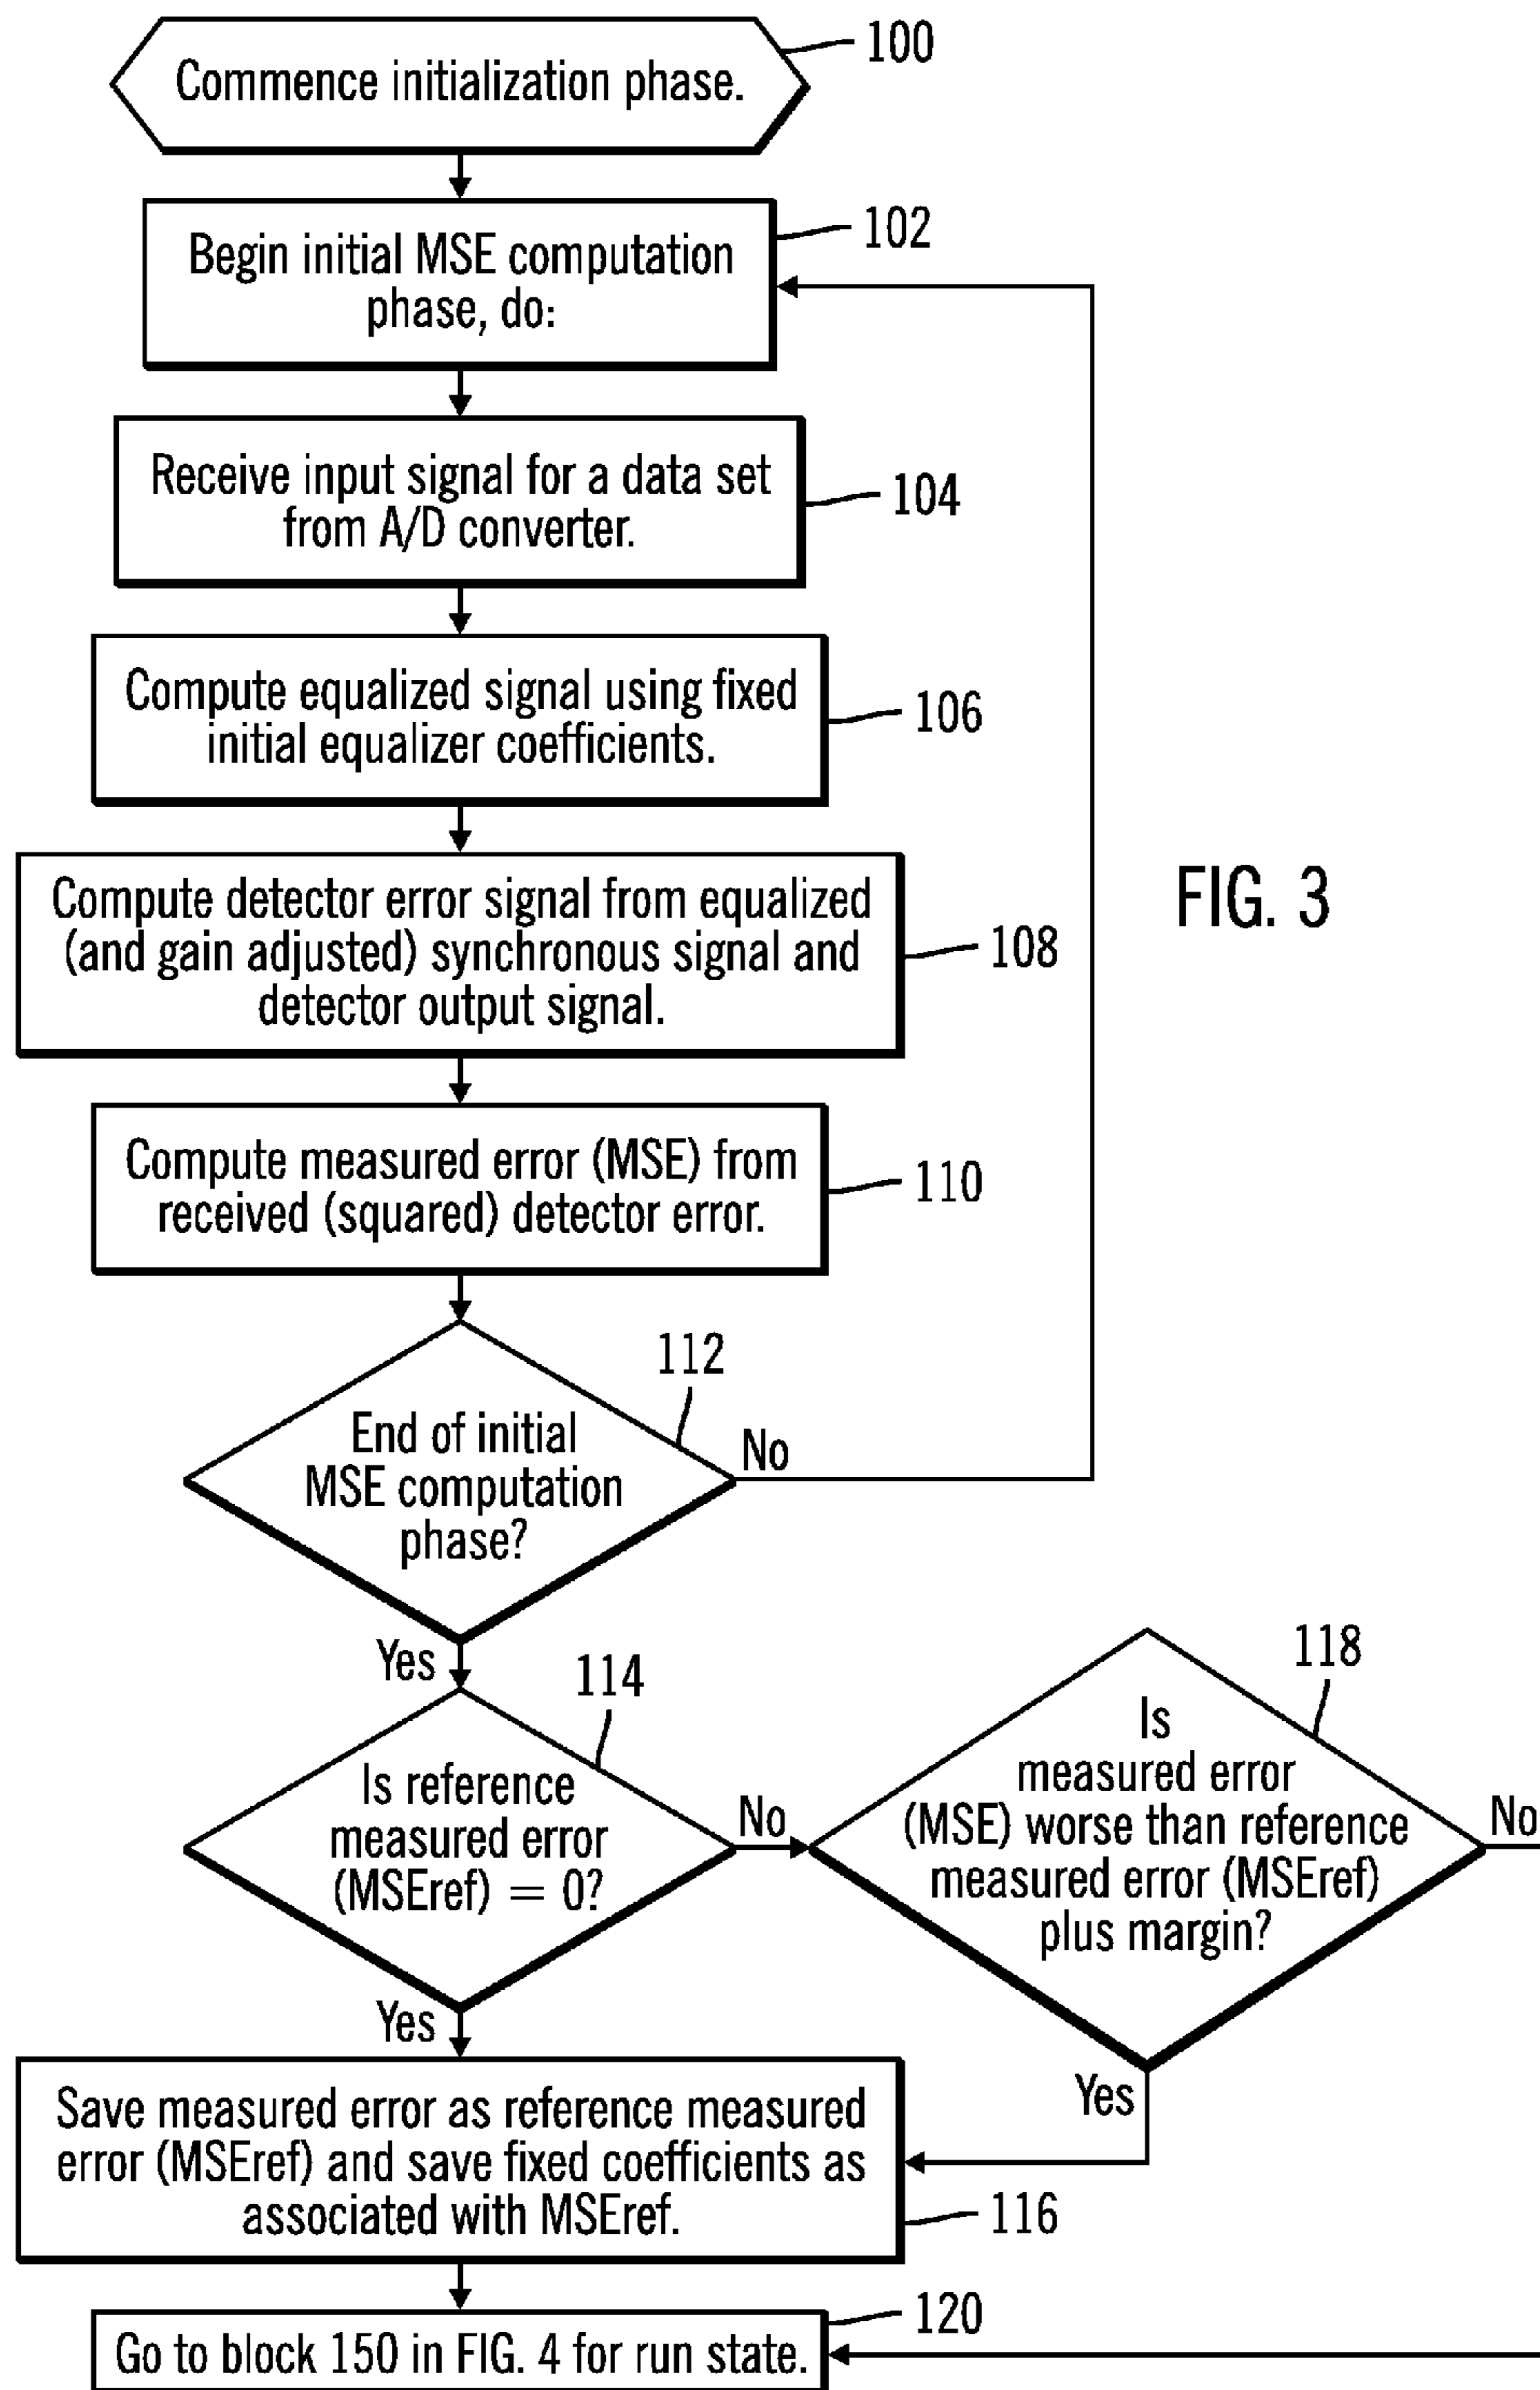 Commence initialization phase.
100
Begin initial MSE computation
phase, do:
102
Receive input signal for a data set
from A/D converter.
104
Compute equalized signal using fixed
initial equalizer coefficients.
106
Compute detector error signal from equalized
(and gain adjusted) synchronous signal and
detector output signal.
108
FIG. 3
Compute measured error (MSE) from
received (squared) detector error.
110
End of initial
MSE computation
phase?
112
No
Yes
Is reference
measured error
(MSEref) = 0?
114
No
Yes
Is
measured error
(MSE) worse than reference
measured error (MSEref)
plus margin?
118
No
Yes
Save measured error as reference measured
error (MSEref) and save fixed coefficients as
associated with MSEref.
116
Go to block 150 in FIG. 4 for run state.
120